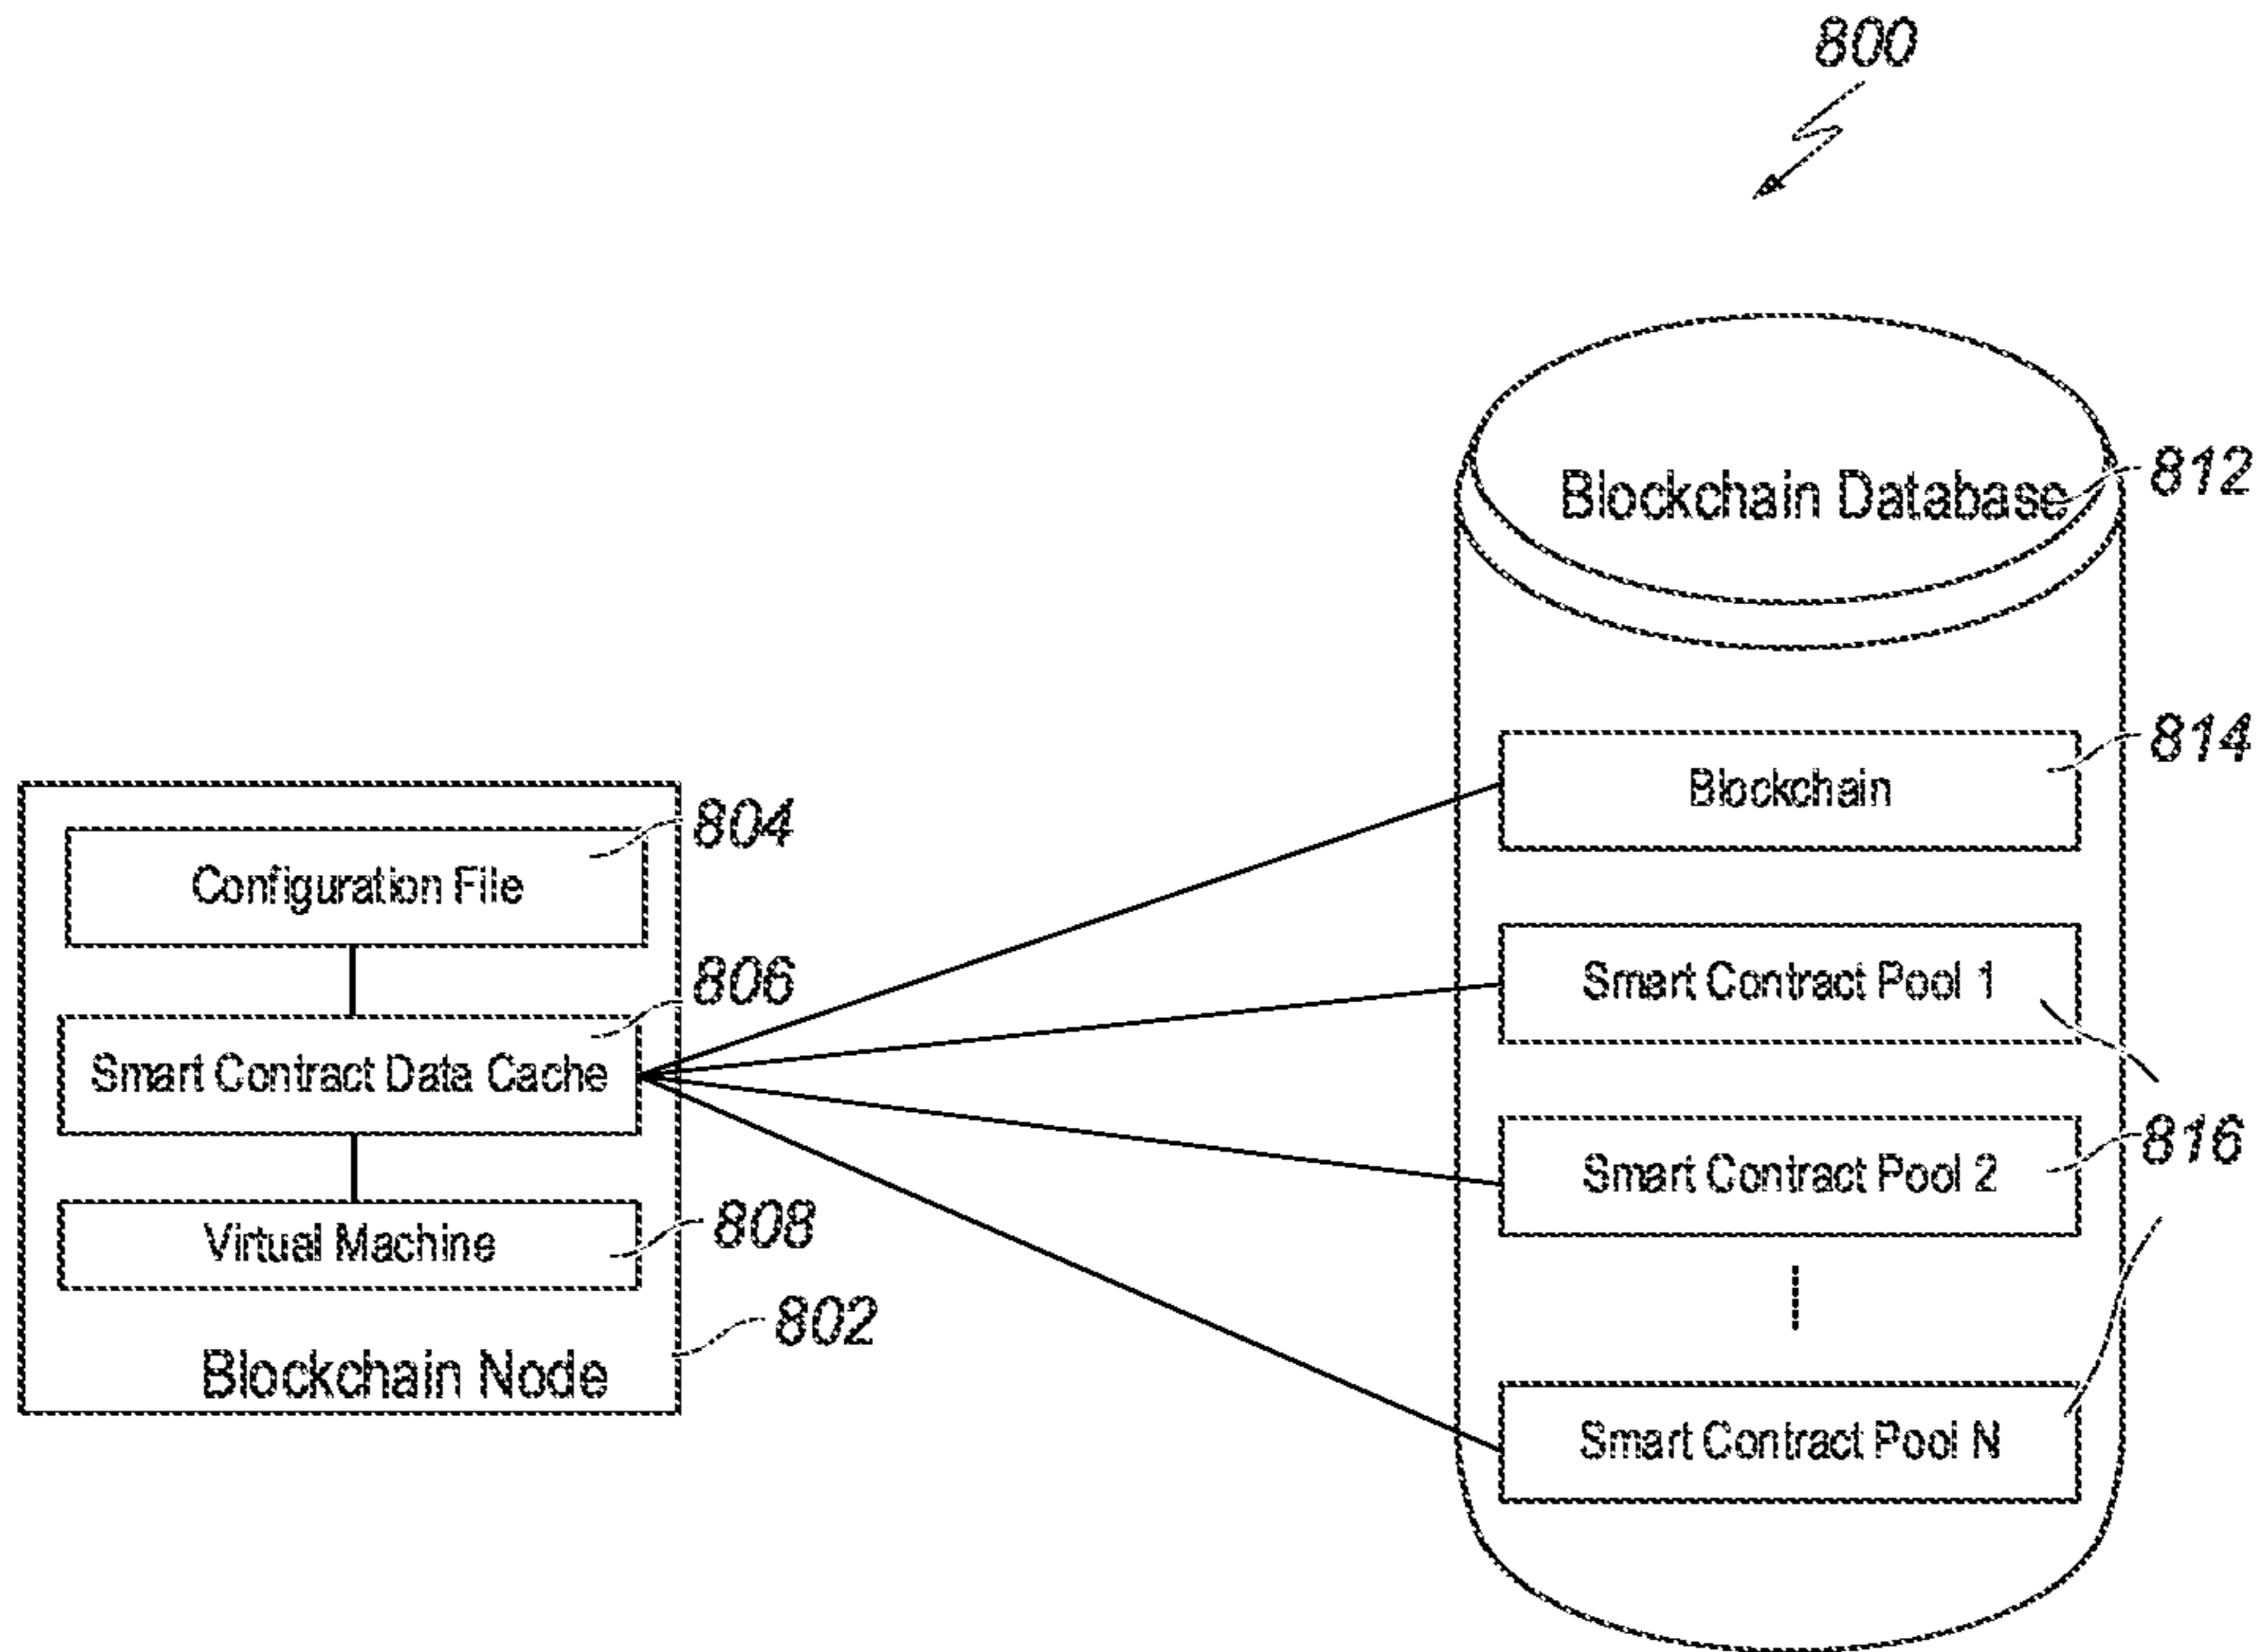 800
Blockchain Database
812
Blockchain
814
Configuration File
804
Smart Contract Pool 1
Smart Contract Data Cache
806
Smart Contract Pool 2
816
Virtual Machine
808
Blockchain Node
802
Smart Contract Pool N